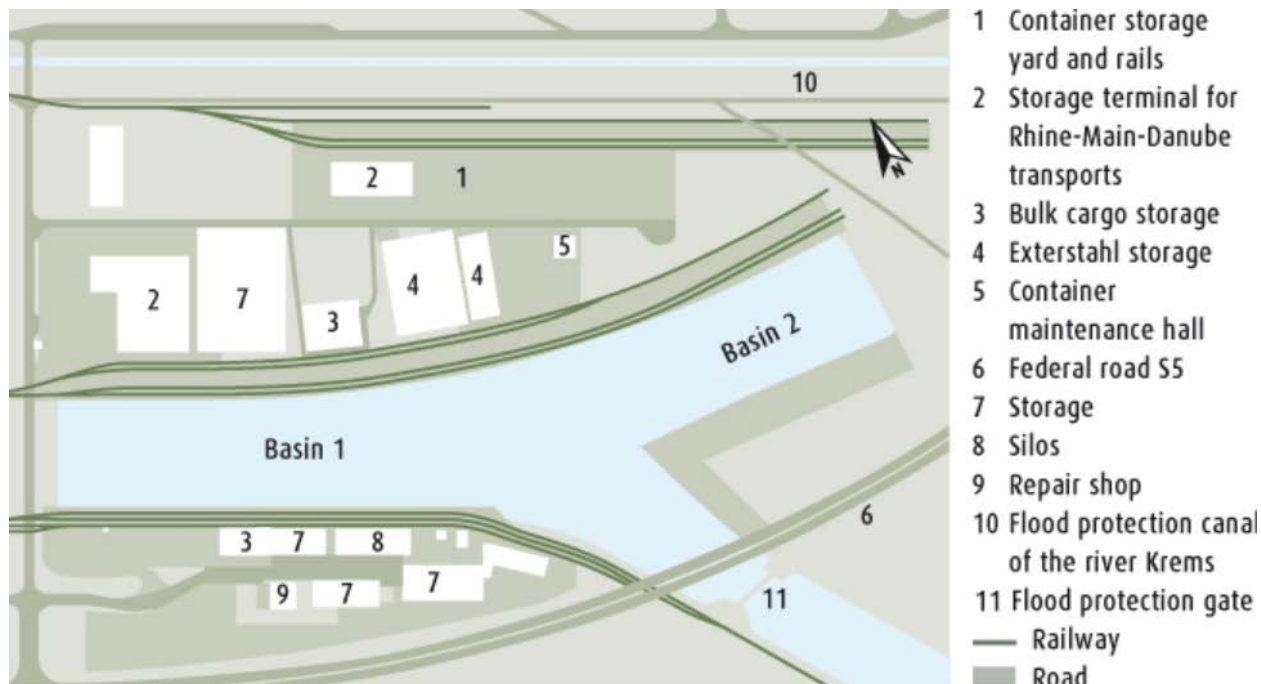 10
2
1
5
4
4
2
7
3
Basin 2
Basin 1
6
3
7
8
7
9
7
11
N
1 Container storage
yard and rails
2 Storage terminal for
Rhine-Main-Danube
transports
3 Bulk cargo storage
4 Exterstahl storage
5 Container
maintenance hall
6 Federal road S5
7 Storage
8 Silos
9 Repair shop
10 Flood protection canal
of the river Krems
11 Flood protection gate
Railway
Road